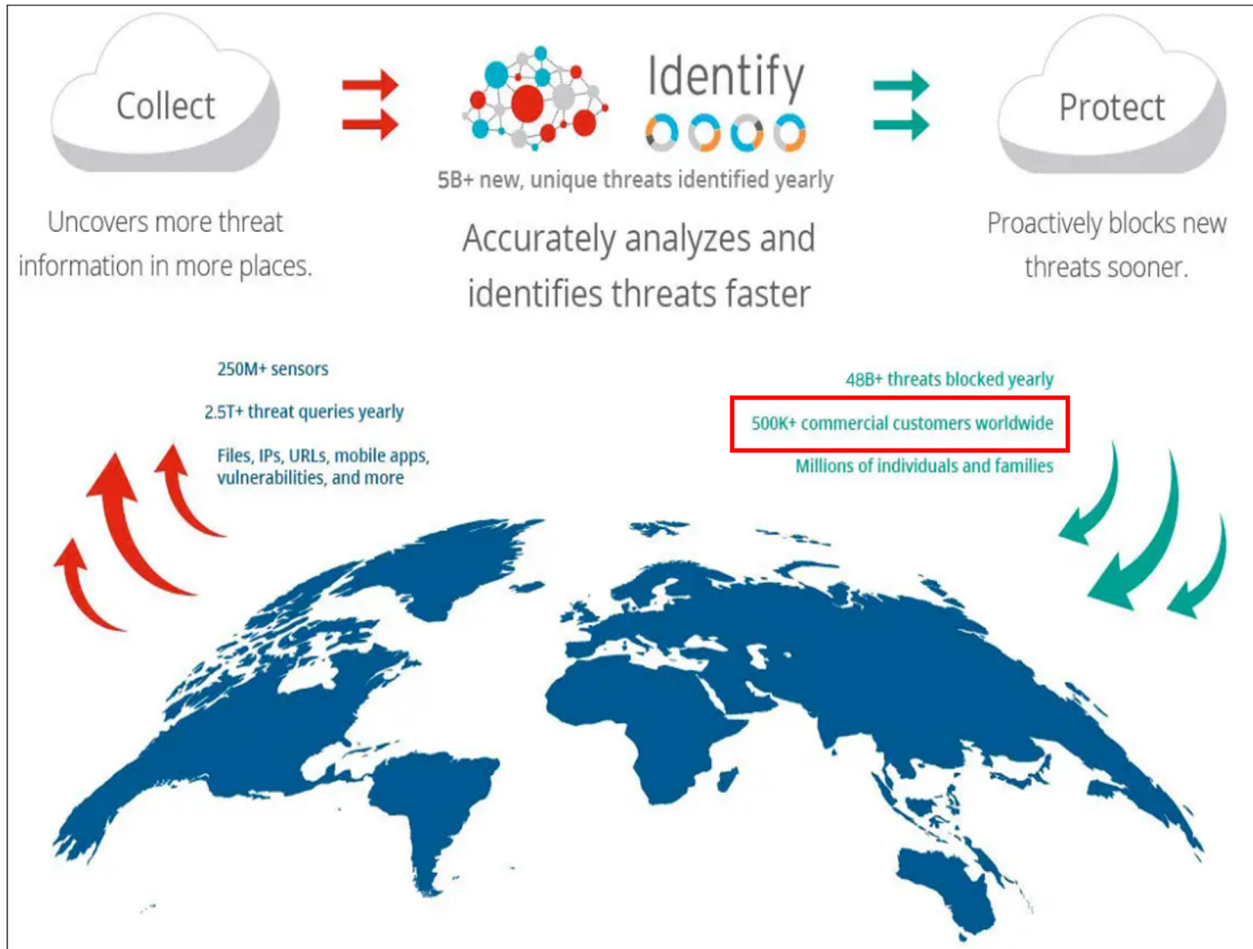 Collect
Identify
Protect
5B+ new, unique threats identified yearly
Uncovers more threat
information in more places.
Accurately analyzes and
identifies threats faster
Proactively blocks new
threats sooner.
250M+ sensors
2.5T+ threat queries yearly
Files, IPs, URLs, mobile apps,
vulnerabilities, and more
48B+ threats blocked yearly
500K+ commercial customers worldwide
Millions of individuals and families